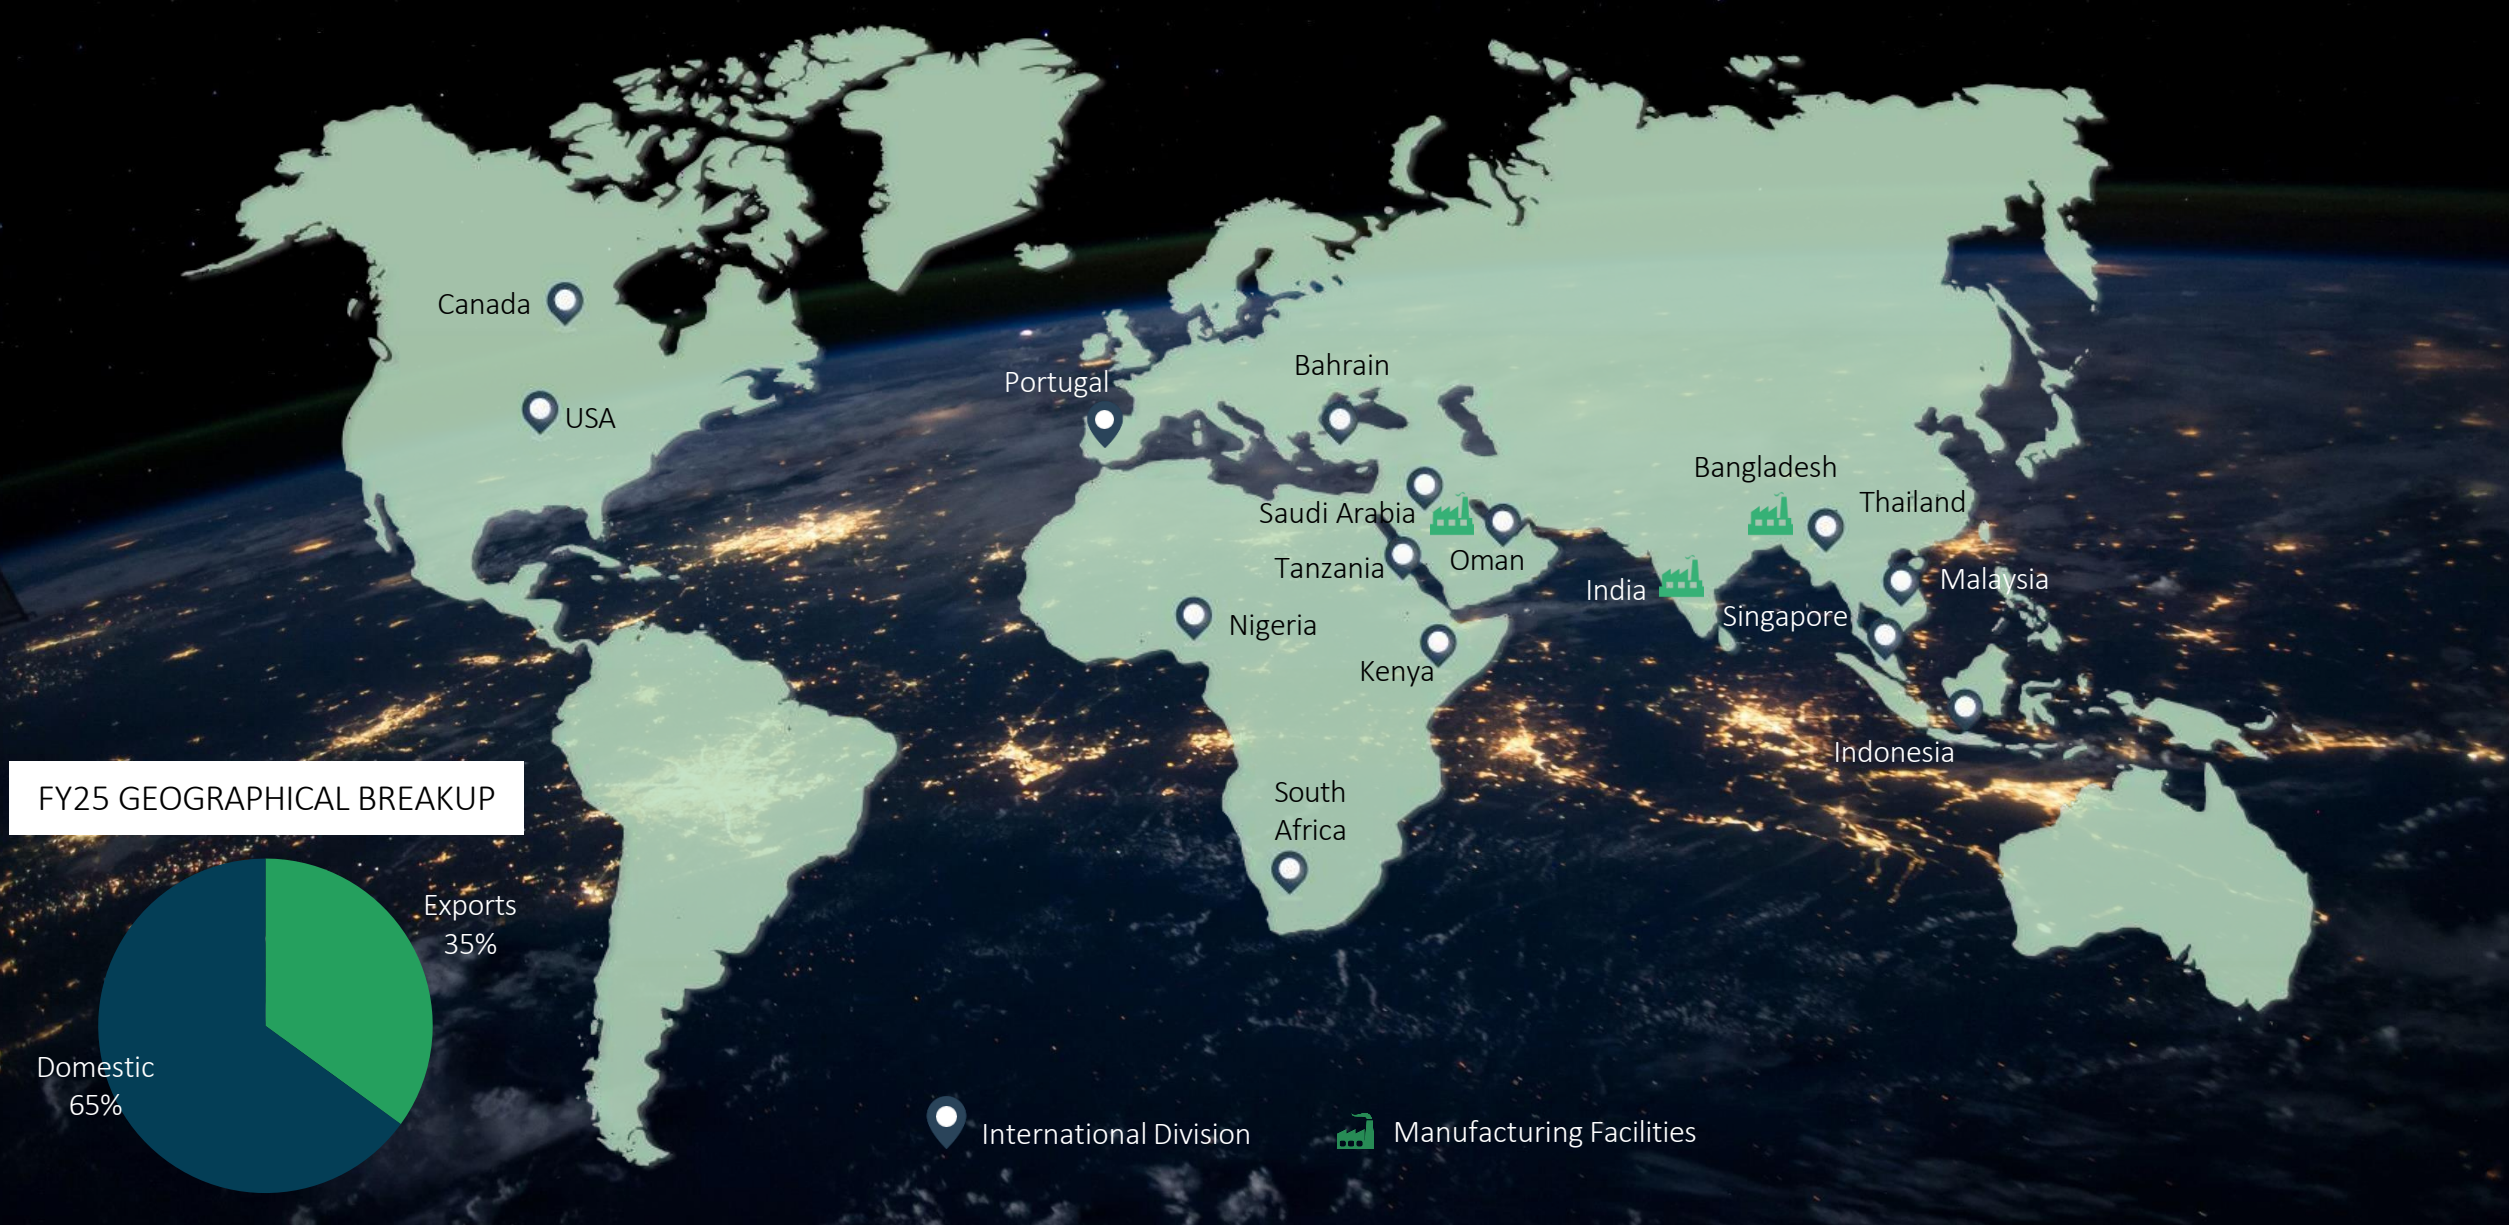 Canada
USA
Portugal
Bahrain
Saudi Arabia
Tanzania
Oman
Nigeria
Kenya
South
Africa
Bangladesh
Thailand
India
Malaysia
Singapore
Indonesia
FY25 GEOGRAPHICAL BREAKUP
Exports
35%
Domestic
65%
International Division
Manufacturing Facilities